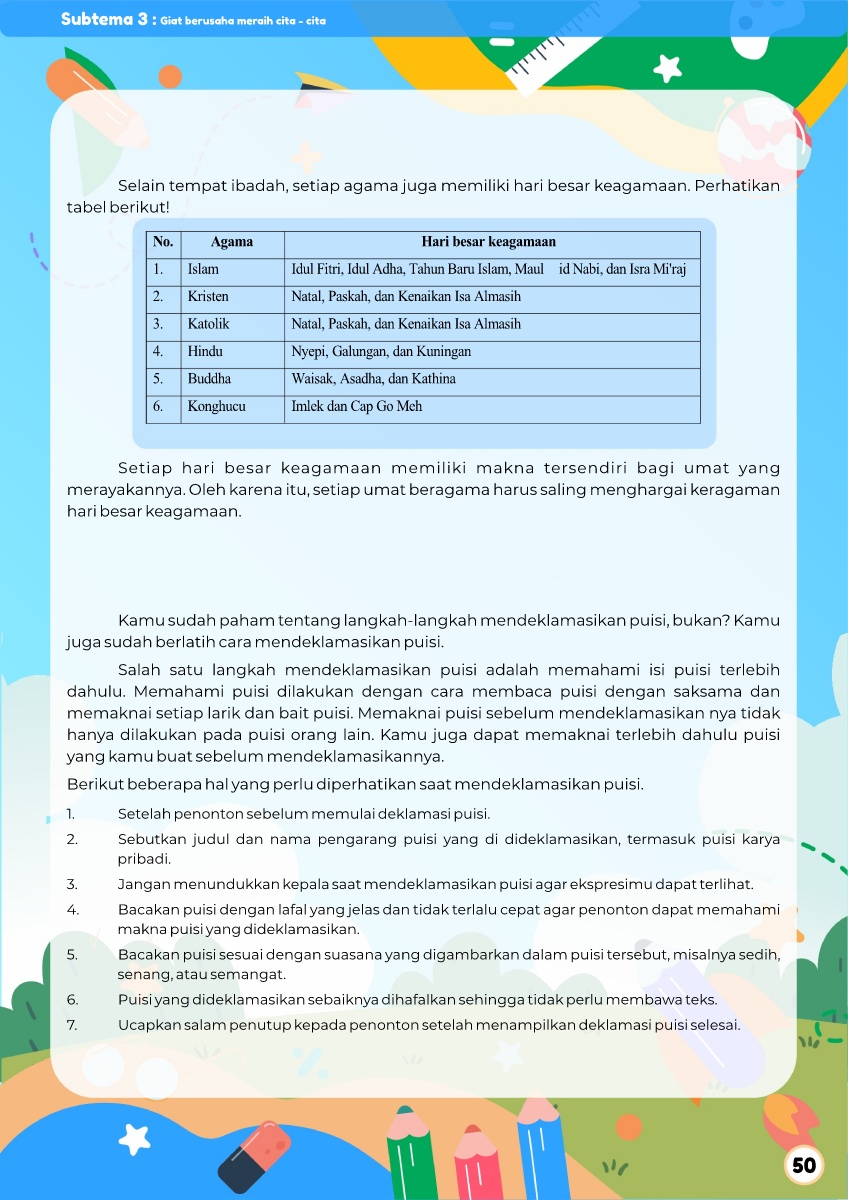 Subtema 3 : Giat berusaha meraih cita - cita
Selain tempat ibadah, setiap agama juga memiliki hari besar keagamaan. Perhatikan
tabel berikut!
No. Agama Hari besar keagamaan
1. Islam Idul Fitri, Idul Adha, Tahun Baru Islam, Maul id Nabi, dan Isra Mi'raj
2. Kristen Natal, Paskah, dan Kenaikan Isa Almasih
3. Katolik Natal, Paskah, dan Kenaikan Isa Almasih
4. Hindu Nyepi, Galungan, dan Kuningan
5. Buddha Waisak, Asadha, dan Kathina
6. Konghucu Imlek dan Cap Go Meh
Setiap hari besar keagamaan memiliki makna tersendiri bagi umat yang
merayakannya. Oleh karena itu, setiap umat beragama harus saling menghargai keragaman
hari besar keagamaan.
Kamu sudah paham tentang langkah-langkah mendeklamasikan puisi, bukan? Kamu
juga sudah berlatih cara mendeklamasikan puisi.
Salah satu langkah mendeklamasikan puisi adalah memahami isi puisi terlebih
dahulu. Memahami puisi dilakukan dengan cara membaca puisi dengan saksama dan
memaknai setiap larik dan bait puisi. Memaknai puisi sebelum mendeklamasikan nya tidak
hanya dilakukan pada puisi orang lain. Kamu juga dapat memaknai terlebih dahulu puisi
yang kamu buat sebelum mendeklamasikannya.
Berikut beberapa hal yang perlu diperhatikan saat mendeklamasikan puisi.
1. Setelah penonton sebelum memulai deklamasi puisi.
2. Sebutkan judul dan nama pengarang puisi yang di dideklamasikan, termasuk puisi karya
pribadi.
3. Jangan menundukkan kepala saat mendeklamasikan puisi agar ekspresimu dapat terlihat.
4. Bacakan puisi dengan lafal yang jelas dan tidak terlalu cepat agar penonton dapat memahami
makna puisi yang dideklamasikan.
5. Bacakan puisi sesuai dengan suasana yang digambarkan dalam puisi tersebut, misalnya sedih,
senang, atau semangat.
6. Puisi yang dideklamasikan sebaiknya dihafalkan sehingga tidak perlu membawa teks.
7. Ucapkan salam penutup kepada penonton setelah menampilkan deklamasi puisi selesai.
50